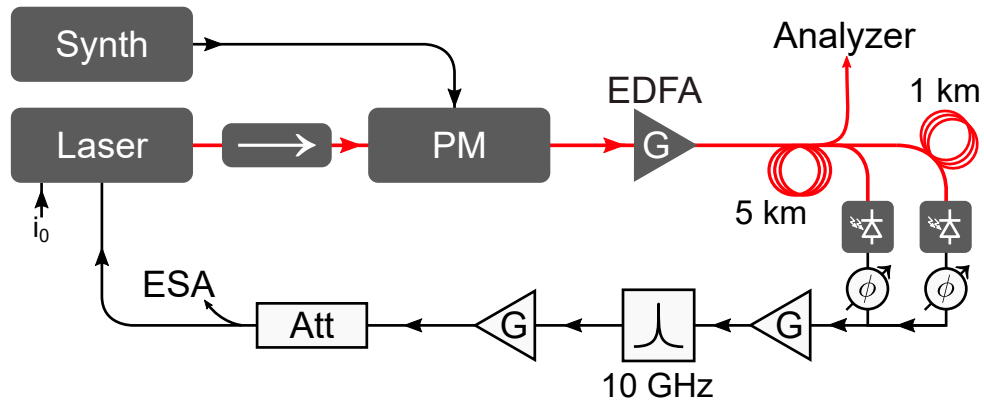 Synth
Analyzer
1 km
EDFA
Laser
PM
G
5 km
i₀
ϕ
ϕ
ESA
Att
G
G
10 GHz